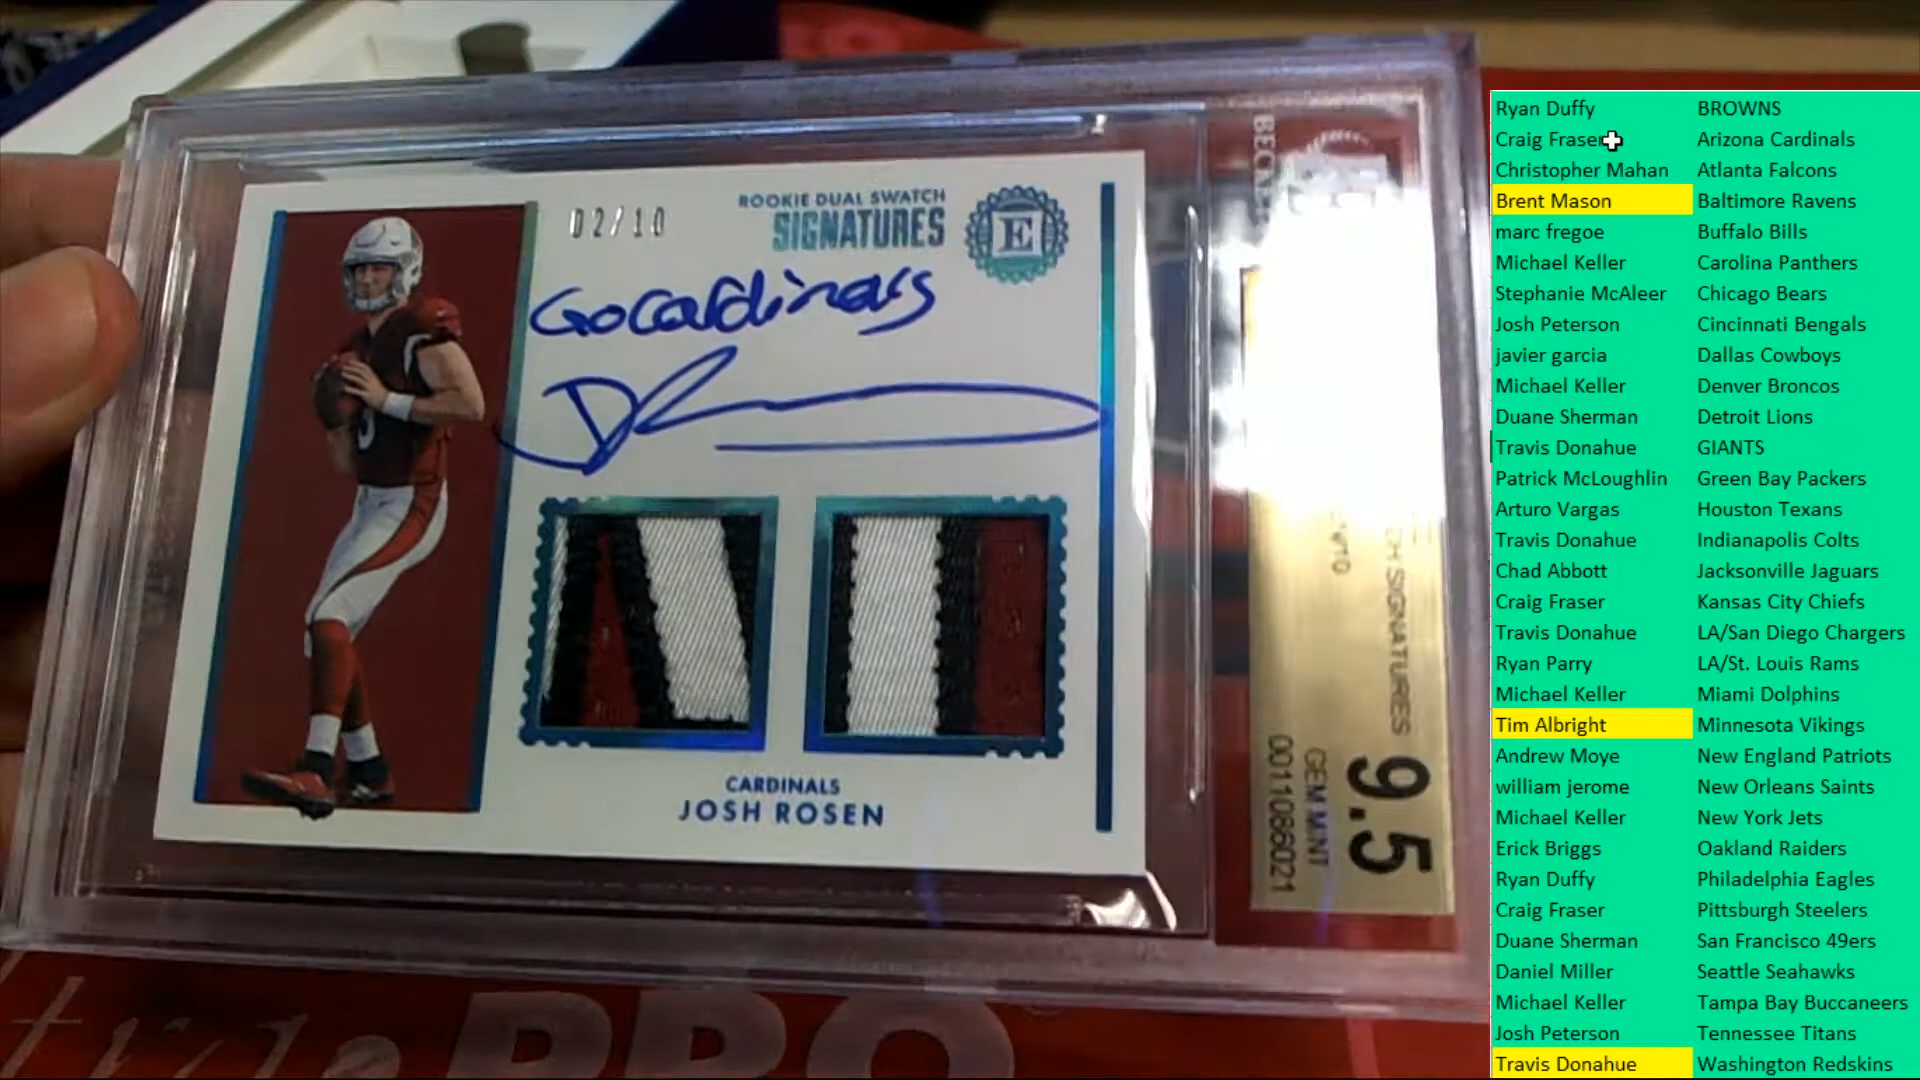 02/10
ROOKIE DUAL SWATCH
SIGNATURES
E
Go Cardinals
CARDINALS
JOSH ROSEN
CH SIGNATURES
9.5
GEM MINT
0011086021
PRO
Ryan Duffy BROWNS
Craig Fraser Arizona Cardinals
Christopher Mahan Atlanta Falcons
Brent Mason Baltimore Ravens
marc fregoe Buffalo Bills
Michael Keller Carolina Panthers
Stephanie McAleer Chicago Bears
Josh Peterson Cincinnati Bengals
javier garcia Dallas Cowboys
Michael Keller Denver Broncos
Duane Sherman Detroit Lions
Travis Donahue GIANTS
Patrick McLoughlin Green Bay Packers
Arturo Vargas Houston Texans
Travis Donahue Indianapolis Colts
Chad Abbott Jacksonville Jaguars
Craig Fraser Kansas City Chiefs
Travis Donahue LA/San Diego Chargers
Ryan Parry LA/St. Louis Rams
Michael Keller Miami Dolphins
Tim Albright Minnesota Vikings
Andrew Moye New England Patriots
william jerome New Orleans Saints
Michael Keller New York Jets
Erick Briggs Oakland Raiders
Ryan Duffy Philadelphia Eagles
Craig Fraser Pittsburgh Steelers
Duane Sherman San Francisco 49ers
Daniel Miller Seattle Seahawks
Michael Keller Tampa Bay Buccaneers
Josh Peterson Tennessee Titans
Travis Donahue Washington Redskins